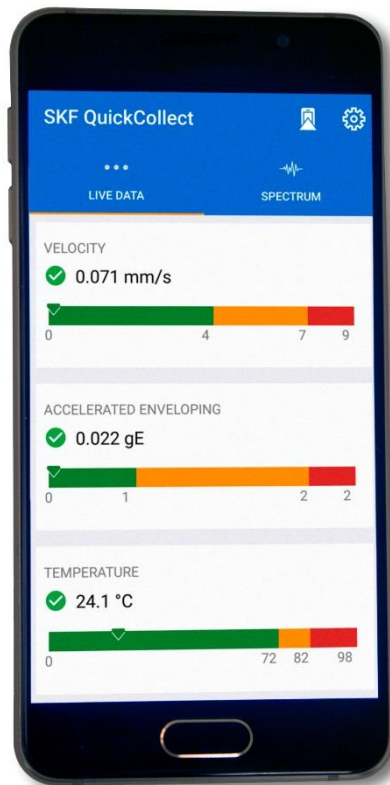 SKF QuickCollect
LIVE DATA
SPECTRUM
VELOCITY
0.071 mm/s
0 4 7 9
ACCELERATED ENVELOPING
0.022 gE
0 1 2 2
TEMPERATURE
24.1 °C
0 72 82 98